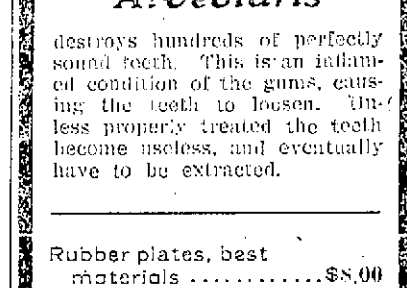 Alveolaris
destroys hundreds of perfectly
sound teeth. This is an inflam-
ed condition of the gums, caus-
ing the teeth to loosen. Un-
less properly treated the teeth
become useless, and eventually
have to be extracted.
Rubber plates, best
materials ............$8.00